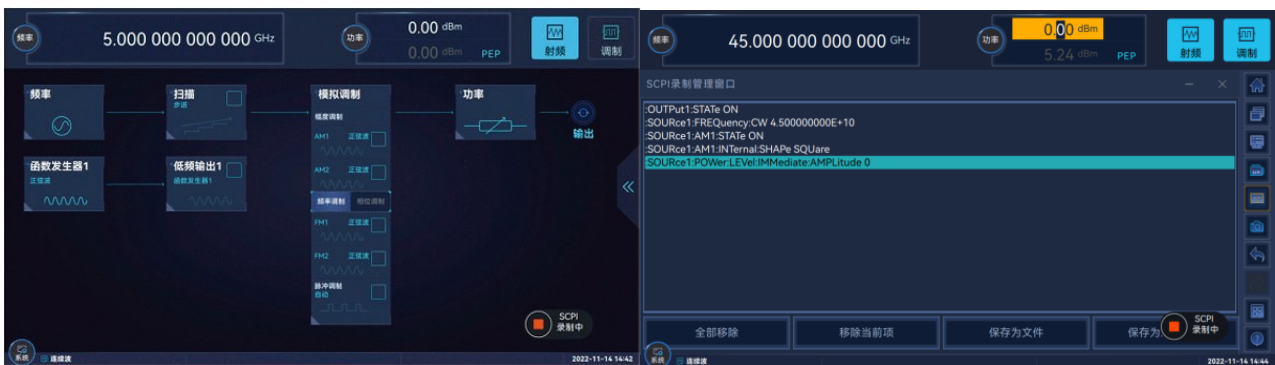 频率
5.000 000 000 000 GHz
功率
0.00 dBm
0.00 dBm PEP
射频
调制
频率
扫描
步进
模拟调制
幅度调制
AM1 正弦波
AM2 正弦波
频率调制 相位调制
FM1 正弦波
FM2 正弦波
脉冲调制
自动
功率
输出
函数发生器1
正弦波
低频输出1
函数发生器1
SCPI
录制中
系统
连续波
2022-11-14 14:42
频率
45.000 000 000 000 GHz
功率
0.00 dBm
5.24 dBm PEP
射频
调制
SCPI录制管理窗口
:OUTPut1:STATe ON
:SOURce1:FREQuency:CW 4.500000000E+10
:SOURce1:AM1:STATe ON
:SOURce1:AM1:INTernal:SHAPe SQUare
:SOURce1:POWer:LEVel:IMMediate:AMPLitude 0
全部移除
移除当前项
保存为文件
保存为
SCPI
录制中
系统
连续波
2022-11-14 14:44